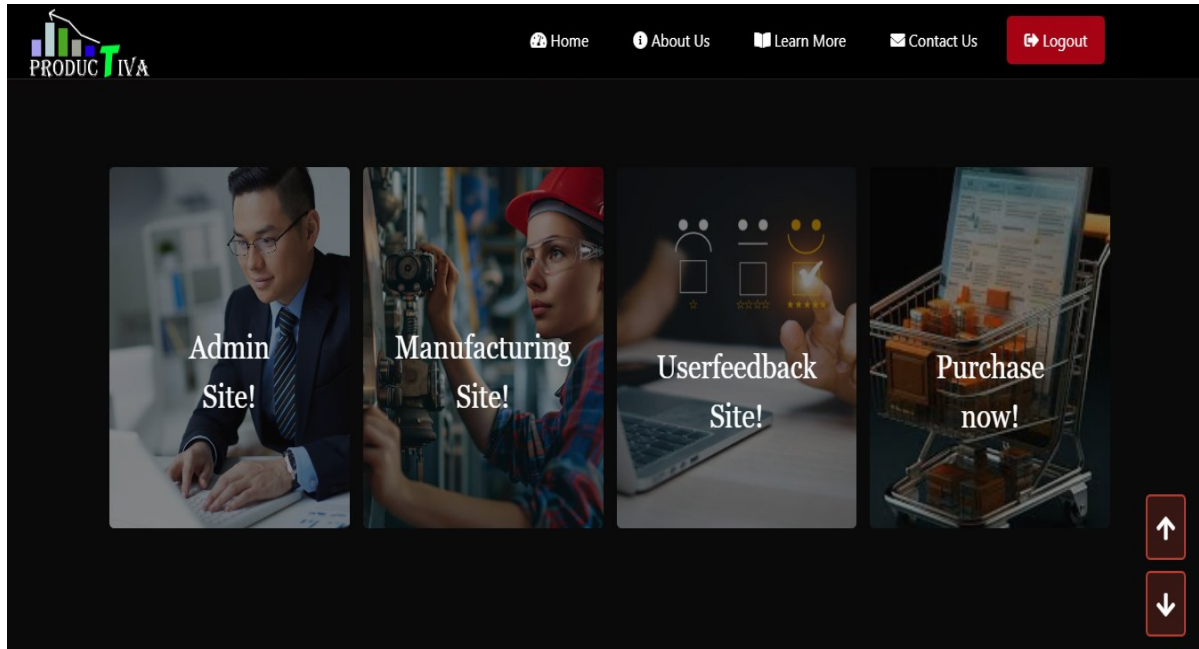 PRODUCTIVA
Home About Us Learn More Contact Us Logout
Admin
Site!
Manufacturing
Site!
Userfeedback
Site!
Purchase
now!